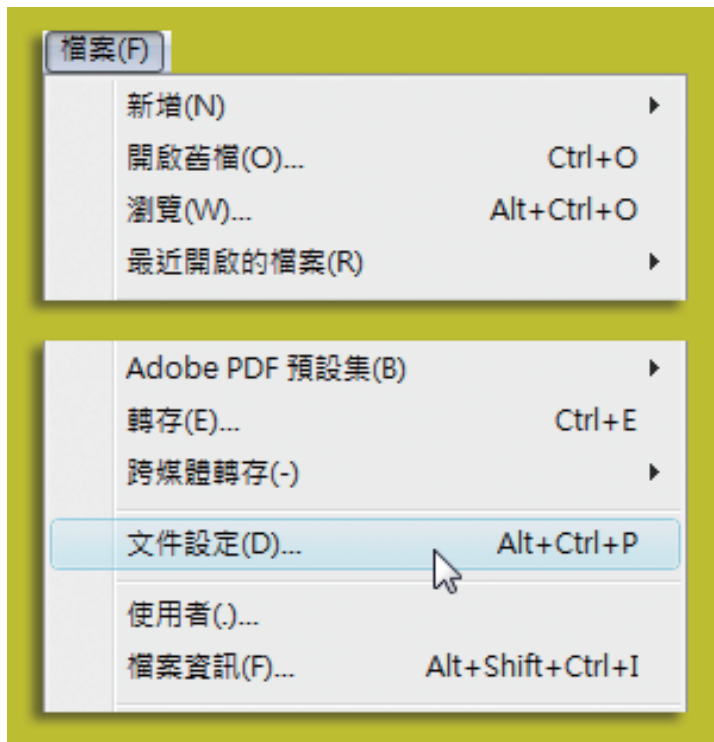 檔案(F)
新增(N)
開啟舊檔(O)... Ctrl+O
瀏覽(W)... Alt+Ctrl+O
最近開啟的檔案(R)
Adobe PDF 預設集(B)
轉存(E)... Ctrl+E
跨媒體轉存(-)
文件設定(D)... Alt+Ctrl+P
使用者(.)...
檔案資訊(F)... Alt+Shift+Ctrl+I